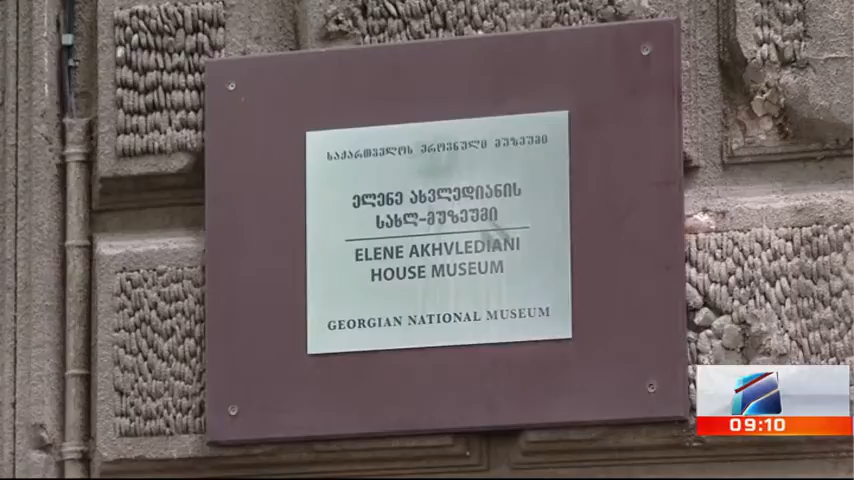 საქართველოს ეროვნული მუზეუმი
ელენე ახვლედიანის
სახლ-მუზეუმი
ELENE AKHVLEDIANI
HOUSE MUSEUM
GEORGIAN NATIONAL MUSEUM
09:10